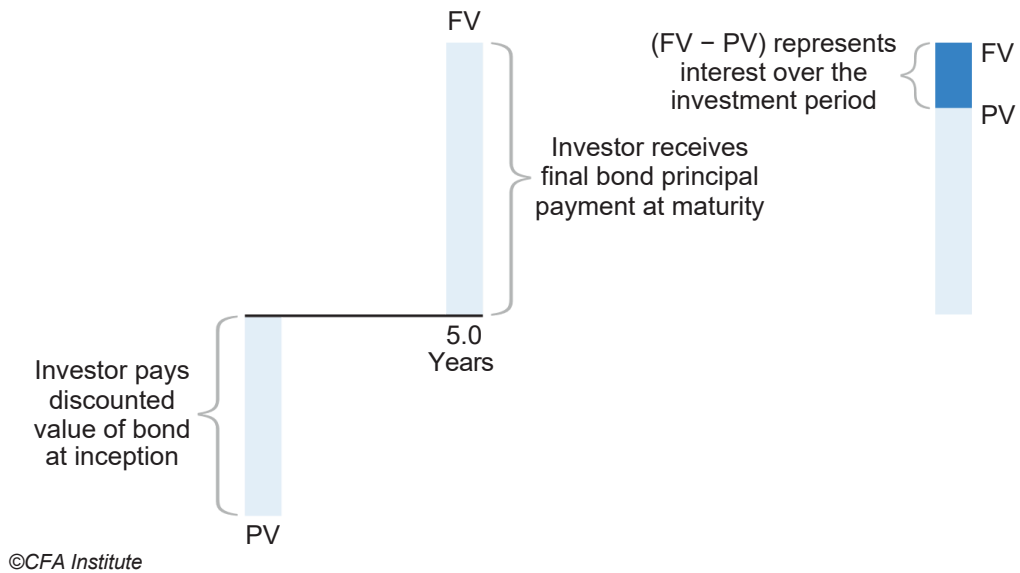 FV
(FV − PV) represents
interest over the
investment period
FV
PV
Investor receives
final bond principal
payment at maturity
5.0
Years
Investor pays
discounted
value of bond
at inception
PV
©CFA Institute